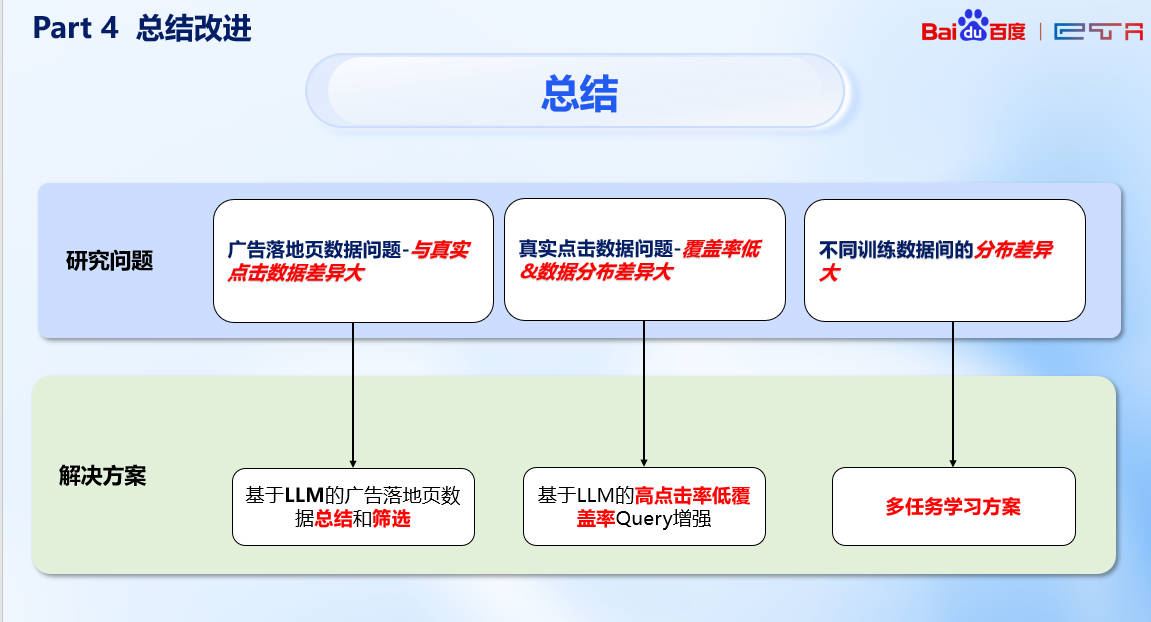 Part 4 总结改进
Bai du 百度 | ETA
总结
研究问题
广告落地页数据问题-与真实
点击数据差异大
真实点击数据问题-覆盖率低
&数据分布差异大
不同训练数据间的分布差异
大
解决方案
基于LLM的广告落地页数
据总结和筛选
基于LLM的高点击率低覆
盖率Query增强
多任务学习方案